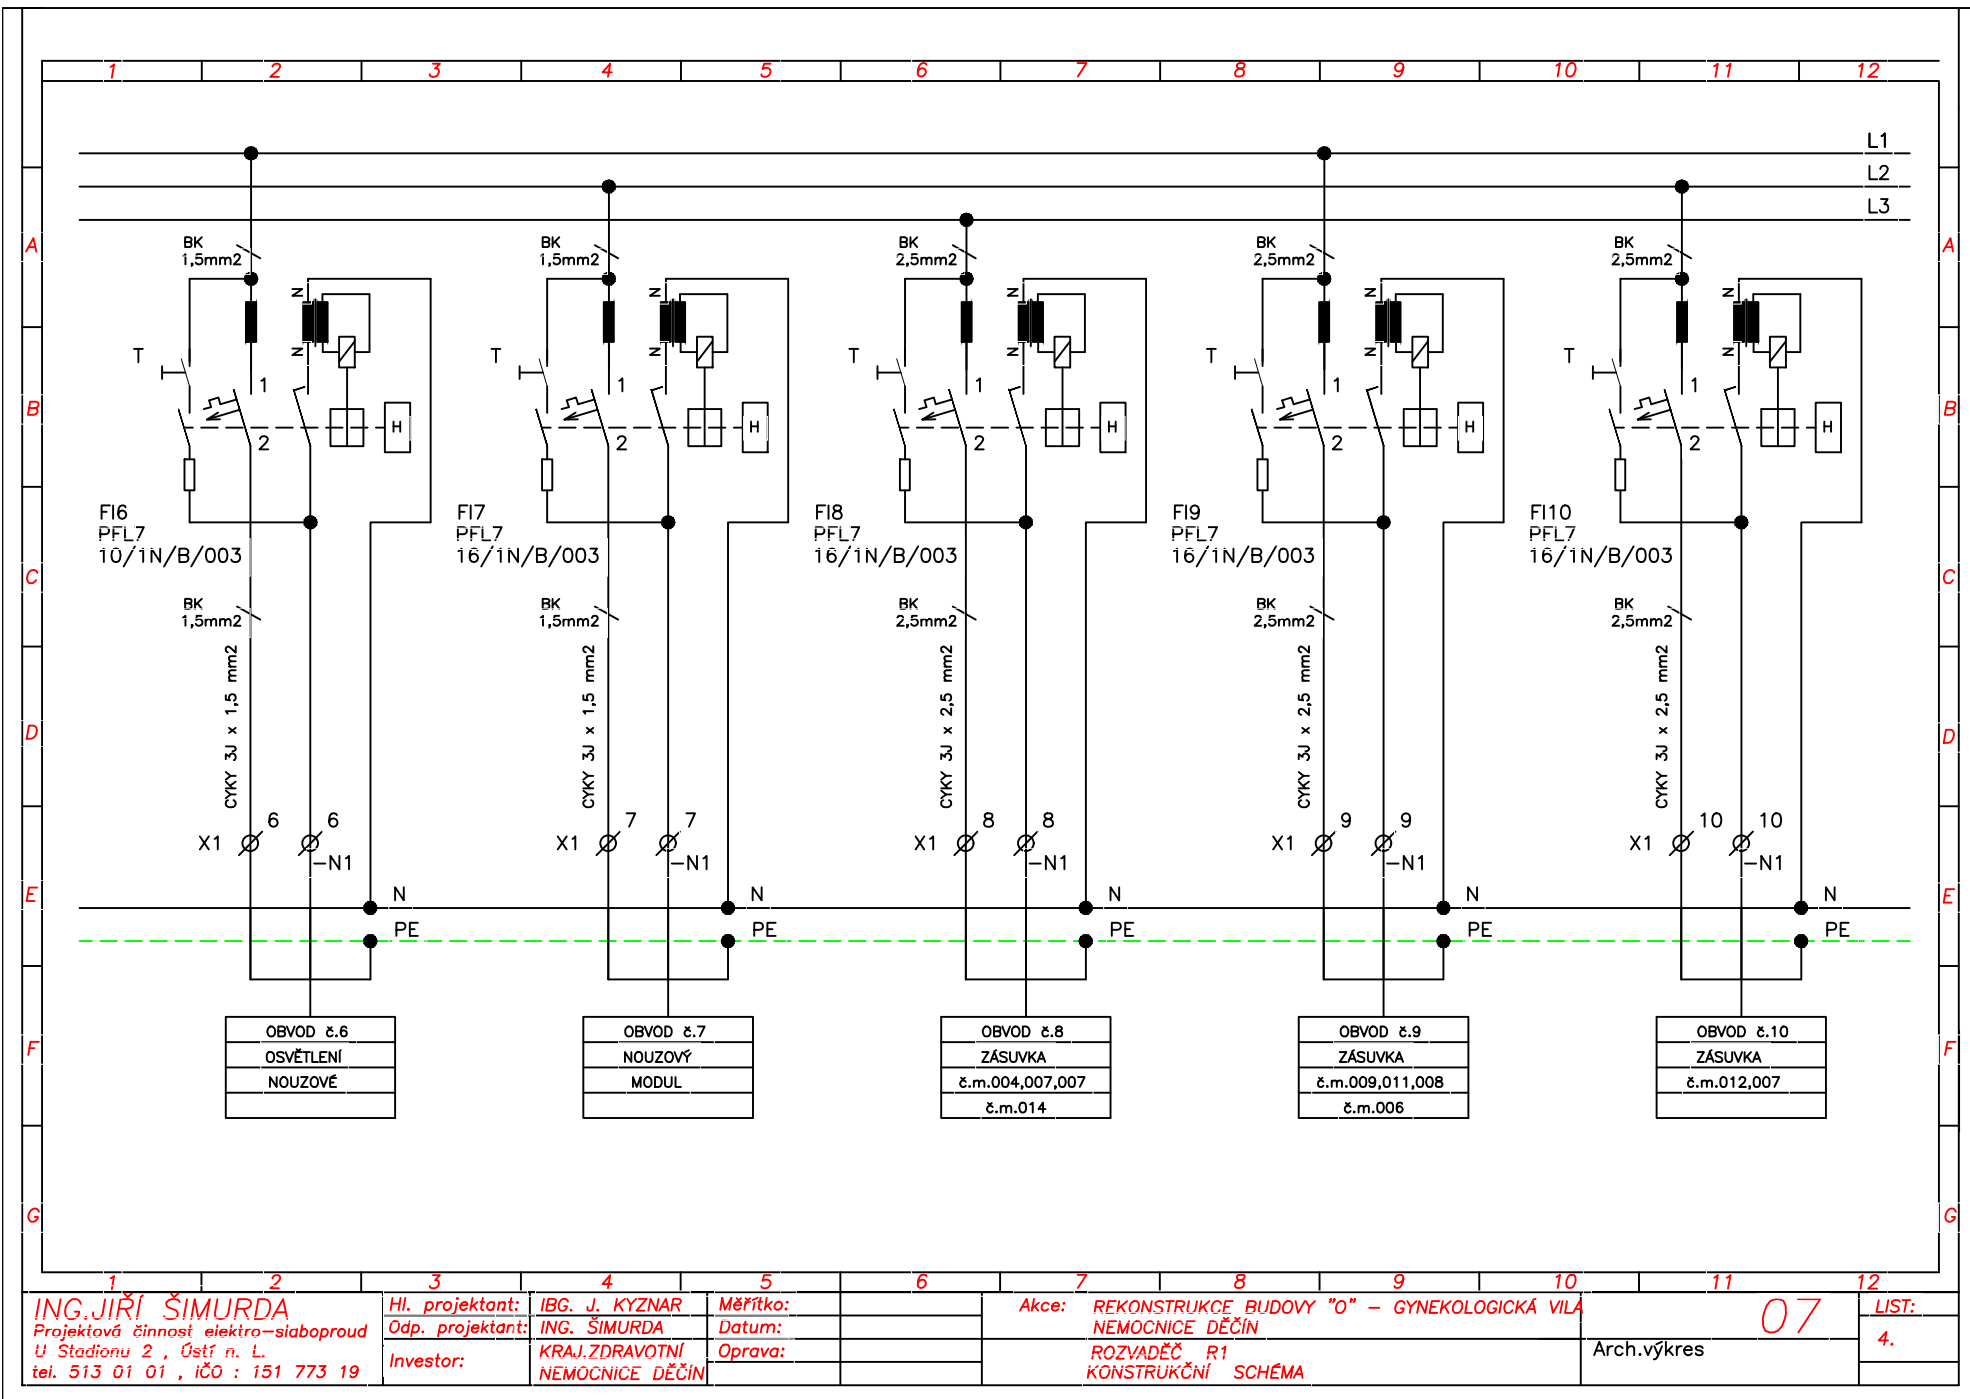 1 2 3 4 5 6 7 8 9 10 11 12
L1
L2
L3
A A
BK
1,5mm2
BK
1,5mm2
BK
2,5mm2
BK
2,5mm2
BK
2,5mm2
N N N N N
N N N N N
T T T T T
1 1 1 1 1
B B
H H H H H
2 2 2 2 2
FI6
PFL7
10/1N/B/003
FI7
PFL7
16/1N/B/003
FI8
PFL7
16/1N/B/003
FI9
PFL7
16/1N/B/003
FI10
PFL7
16/1N/B/003
C C
BK
1,5mm2
BK
1,5mm2
BK
2,5mm2
BK
2,5mm2
BK
2,5mm2
CYKY 3J x 1,5 mm2
CYKY 3J x 1,5 mm2
CYKY 3J x 2,5 mm2
CYKY 3J x 2,5 mm2
CYKY 3J x 2,5 mm2
D D
X1 6 6 -N1
X1 7 7 -N1
X1 8 8 -N1
X1 9 9 -N1
X1 10 10 -N1
E E
N N N N N
PE PE PE PE PE
F F
OBVOD č.6
OSVĚTLENÍ
NOUZOVÉ
OBVOD č.7
NOUZOVÝ
MODUL
OBVOD č.8
ZÁSUVKA
č.m.004,007,007
č.m.014
OBVOD č.9
ZÁSUVKA
č.m.009,011,008
č.m.006
OBVOD č.10
ZÁSUVKA
č.m.012,007
G G
1 2 3 4 5 6 7 8 9 10 11 12
ING.JIŘÍ ŠIMURDA
Projektová činnost elektro-slaboproud
U Stadionu 2 , Ústí n. L.
tel. 513 01 01 , IČO : 151 773 19
Hl. projektant: IBG. J. KYZNAR
Odp. projektant: ING. ŠIMURDA
Investor: KRAJ.ZDRAVOTNÍ
NEMOCNICE DĚČÍN
Měřítko:
Datum:
Oprava:
Akce: REKONSTRUKCE BUDOVY "O" - GYNEKOLOGICKÁ VILA
NEMOCNICE DĚČÍN
ROZVADĚČ R1
KONSTRUKČNÍ SCHÉMA
07
Arch.výkres
LIST:
4.